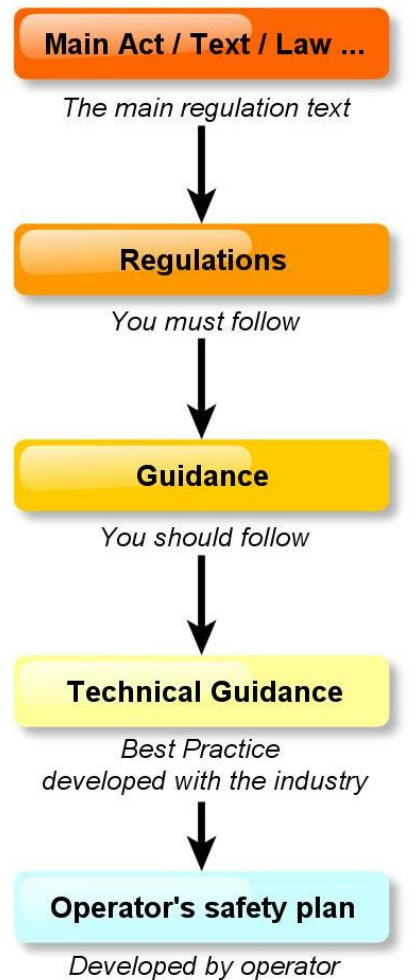 Main Act / Text / Law ...
The main regulation text
Regulations
You must follow
Guidance
You should follow
Technical Guidance
Best Practice
developed with the industry
Operator's safety plan
Developed by operator